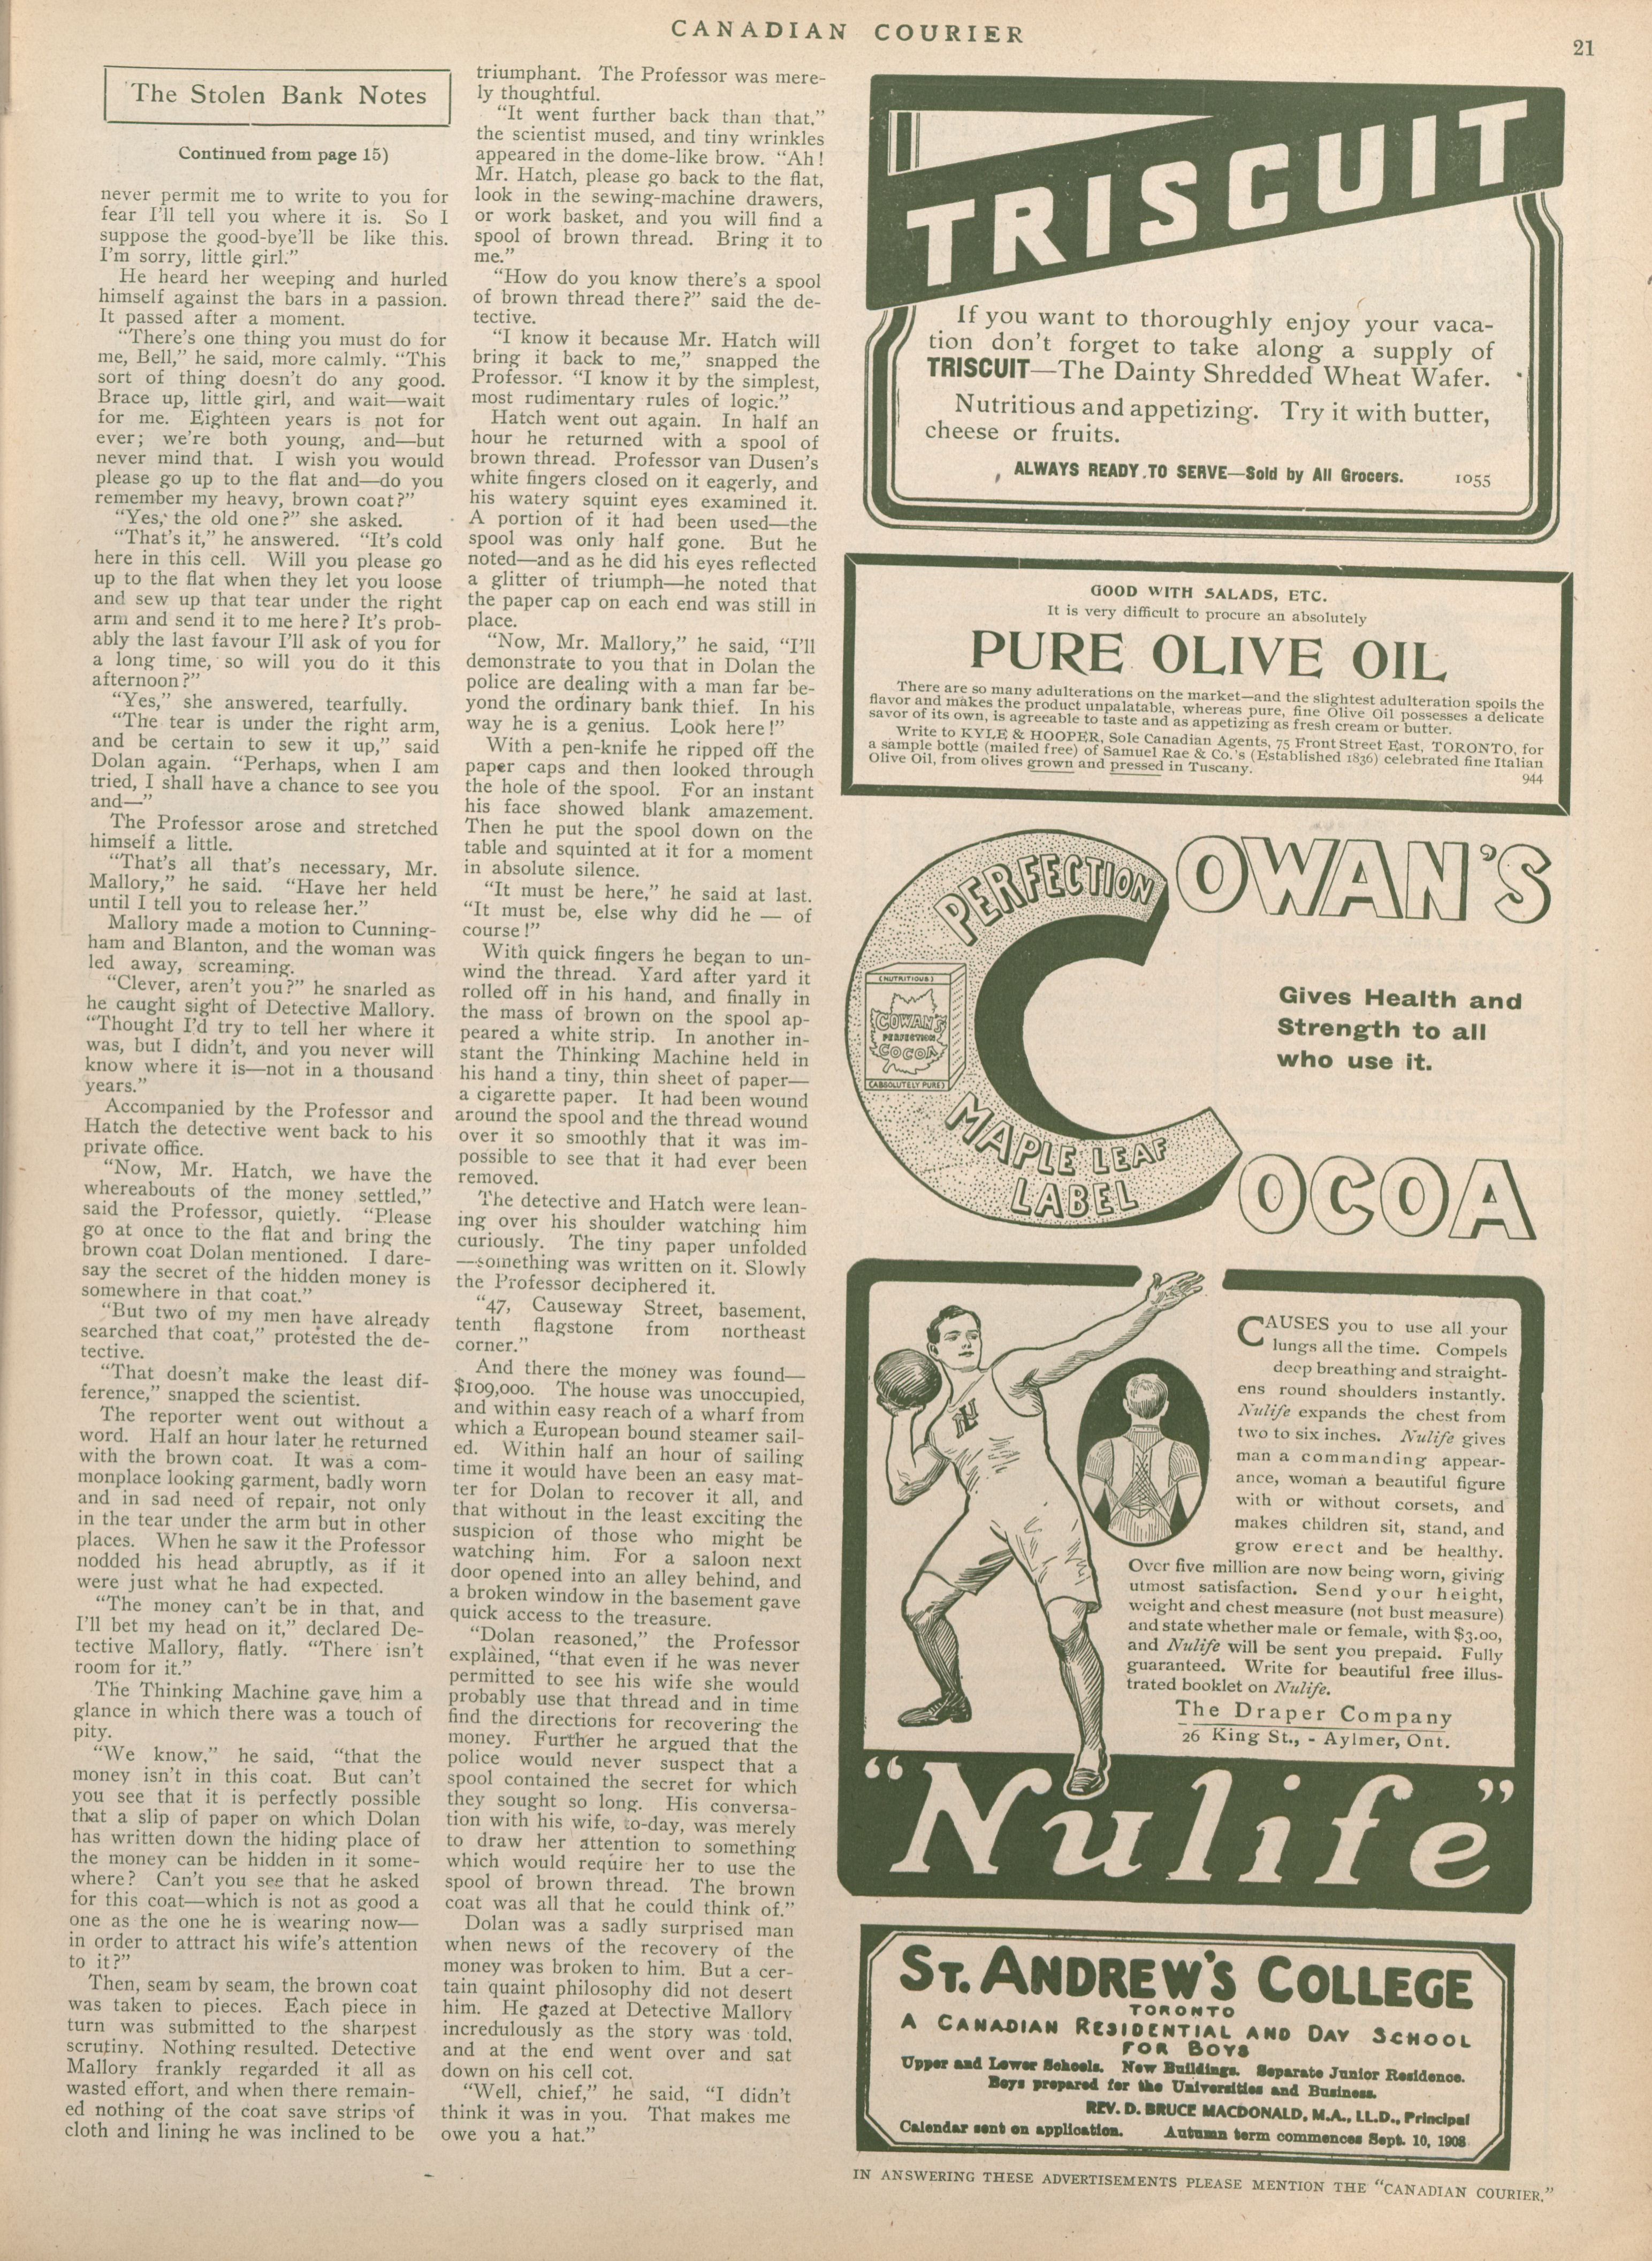 CANADIAN COURIER
21
The Stolen Bank Notes
Continued from page 15)
never permit me to write to you for
fear I'll tell you where it is. So I
suppose the good-bye'll be like this.
I'm sorry, little girl."
He heard her weeping and hurled
himself against the bars in a passion.
It passed after a moment.
"There's one thing you must do for
me, Bell," he said, more calmly. "This
sort of thing doesn't do any good.
Brace up, little girl, and wait—wait
for me. Eighteen years is not for
ever; we're both young, and—but
never mind that. I wish you would
please go up to the flat and—do you
remember my heavy, brown coat?"
"Yes, the old one?" she asked.
"That's it," he answered. "It's cold
here in this cell. Will you please go
up to the flat when they let you loose
and sew up that tear under the right
arm and send it to me here? It's prob-
ably the last favour I'll ask of you for
a long time, so will you do it this
afternoon?"
"Yes," she answered, tearfully.
"The tear is under the right arm,
and be certain to sew it up," said
Dolan again. "Perhaps, when I am
tried, I shall have a chance to see you
and—"
The Professor arose and stretched
himself a little.
"That's all that's necessary, Mr.
Mallory," he said. "Have her held
until I tell you to release her."
Mallory made a motion to Cunning-
ham and Blanton, and the woman was
led away, screaming.
"Clever, aren't you?" he snarled as
he caught sight of Detective Mallory.
"Thought I'd try to tell her where it
was, but I didn't, and you never will
know where it is—not in a thousand
years."
Accompanied by the Professor and
Hatch the detective went back to his
private office.
"Now, Mr. Hatch, we have the
whereabouts of the money settled,"
said the Professor, quietly. "Please
go at once to the flat and bring the
brown coat Dolan mentioned. I dare-
say the secret of the hidden money is
somewhere in that coat."
"But two of my men have already
searched that coat," protested the de-
tective.
"That doesn't make the least dif-
ference," snapped the scientist.
The reporter went out without a
word. Half an hour later he returned
with the brown coat. It was a com-
monplace looking garment, badly worn
and in sad need of repair, not only
in the tear under the arm but in other
places. When he saw it the Professor
nodded his head abruptly, as if it
were just what he had expected.
"The money can't be in that, and
I'll bet my head on it," declared De-
tective Mallory, flatly. "There isn't
room for it."
The Thinking Machine gave him a
glance in which there was a touch of
pity.
"We know," he said, "that the
money isn't in this coat. But can't
you see that it is perfectly possible
that a slip of paper on which Dolan
has written down the hiding place of
the money can be hidden in it some-
where? Can't you see that he asked
for this coat—which is not as good a
one as the one he is wearing now—
in order to attract his wife's attention
to it?"
Then, seam by seam, the brown coat
was taken to pieces. Each piece in
turn was submitted to the sharpest
scrutiny. Nothing resulted. Detective
Mallory frankly regarded it all as
wasted effort, and when there remain-
ed nothing of the coat save strips of
cloth and lining he was inclined to be
triumphant. The Professor was mere-
ly thoughtful.
"It went further back than that,"
the scientist mused, and tiny wrinkles
appeared in the dome-like brow. "Ah!
Mr. Hatch, please go back to the flat,
look in the sewing-machine drawers,
or work basket, and you will find a
spool of brown thread. Bring it to
me."
"How do you know there's a spool
of brown thread there?" said the de-
tective.
"I know it because Mr. Hatch will
bring it back to me," snapped the
Professor. "I know it by the simplest,
most rudimentary rules of logic."
Hatch went out again. In half an
hour he returned with a spool of
brown thread. Professor van Dusen's
white fingers closed on it eagerly, and
his watery squint eyes examined it.
A portion of it had been used—the
spool was only half gone. But he
noted—and as he did his eyes reflected
a glitter of triumph—he noted that
the paper cap on each end was still in
place.
"Now, Mr. Mallory," he said, "I'll
demonstrate to you that in Dolan the
police are dealing with a man far be-
yond the ordinary bank thief. In his
way he is a genius. Look here!"
With a pen-knife he ripped off the
paper caps and then looked through
the hole of the spool. For an instant
his face showed blank amazement.
Then he put the spool down on the
table and squinted at it for a moment
in absolute silence.
"It must be here," he said at last.
"It must be, else why did he — of
course!"
With quick fingers he began to un-
wind the thread. Yard after yard it
rolled off in his hand, and finally in
the mass of brown on the spool ap-
peared a white strip. In another in-
stant the Thinking Machine held in
his hand a tiny, thin sheet of paper—
a cigarette paper. It had been wound
around the spool and the thread wound
over it so smoothly that it was im-
possible to see that it had ever been
removed.
The detective and Hatch were lean-
ing over his shoulder watching him
curiously. The tiny paper unfolded
—something was written on it. Slowly
the Professor deciphered it.
"47, Causeway Street, basement,
tenth flagstone from northeast
corner."
And there the money was found—
$109,000. The house was unoccupied,
and within easy reach of a wharf from
which a European bound steamer sail-
ed. Within half an hour of sailing
time it would have been an easy mat-
ter for Dolan to recover it all, and
that without in the least exciting the
suspicion of those who might be
watching him. For a saloon next
door opened into an alley behind, and
a broken window in the basement gave
quick access to the treasure.
"Dolan reasoned," the Professor
explained, "that even if he was never
permitted to see his wife she would
probably use that thread and in time
find the directions for recovering the
money. Further he argued that the
police would never suspect that a
spool contained the secret for which
they sought so long. His conversa-
tion with his wife, to-day, was merely
to draw her attention to something
which would require her to use the
spool of brown thread. The brown
coat was all that he could think of."
Dolan was a sadly surprised man
when news of the recovery of the
money was broken to him. But a cer-
tain quaint philosophy did not desert
him. He gazed at Detective Mallory
incredulously as the story was told,
and at the end went over and sat
down on his cell cot.
"Well, chief," he said, "I didn't
think it was in you. That makes me
owe you a hat."
TRISCUIT
If you want to thoroughly enjoy your vaca-
tion don't forget to take along a supply of
TRISCUIT—The Dainty Shredded Wheat Wafer.
Nutritious and appetizing. Try it with butter,
cheese or fruits.
ALWAYS READY TO SERVE—Sold by All Grocers. 1055
GOOD WITH SALADS, ETC.
It is very difficult to procure an absolutely
PURE OLIVE OIL
There are so many adulterations on the market—and the slightest adulteration spoils the
flavor and makes the product unpalatable, whereas pure, fine Olive Oil possesses a delicate
savor of its own, is agreeable to taste and as appetizing as fresh cream or butter.
Write to KYLE & HOOPER, Sole Canadian Agents, 75 Front Street East, TORONTO, for
a sample bottle (mailed free) of Samuel Rae & Co.'s (Established 1836) celebrated fine Italian
Olive Oil, from olives grown and pressed in Tuscany.
944
COWAN'S
PERFECTION
(NUTRITIOUS)
COWAN'S
PERFECTION
COCOA
(ABSOLUTELY PURE)
MAPLE LEAF
LABEL
Gives Health and
Strength to all
who use it.
COCOA
CAUSES you to use all your
lungs all the time. Compels
deep breathing and straight-
ens round shoulders instantly.
Nulife expands the chest from
two to six inches. Nulife gives
man a commanding appear-
ance, woman a beautiful figure
with or without corsets, and
makes children sit, stand, and
grow erect and be healthy.
Over five million are now being worn, giving
utmost satisfaction. Send your height,
weight and chest measure (not bust measure)
and state whether male or female, with $3.00,
and Nulife will be sent you prepaid. Fully
guaranteed. Write for beautiful free illus-
trated booklet on Nulife.
The Draper Company
26 King St., - Aylmer, Ont.
"Nulife"
ST. ANDREW'S COLLEGE
TORONTO
A CANADIAN RESIDENTIAL AND DAY SCHOOL
FOR BOYS
Upper and Lower Schools. New Buildings. Separate Junior Residence.
Boys prepared for the Universities and Business.
REV. D. BRUCE MACDONALD, M.A., LL.D., Principal
Calendar sent on application. Autumn term commences Sept. 10, 1908
IN ANSWERING THESE ADVERTISEMENTS PLEASE MENTION THE "CANADIAN COURIER."